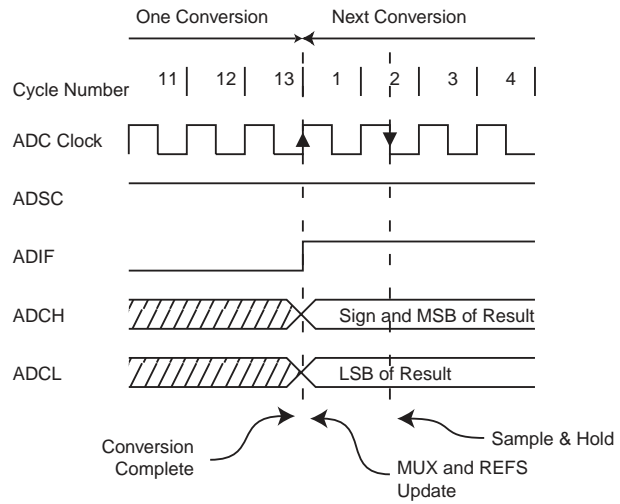 One Conversion Next Conversion
Cycle Number 11 12 13 1 2 3 4
ADC Clock
ADSC
ADIF
ADCH Sign and MSB of Result
ADCL LSB of Result
Conversion
Complete
MUX and REFS
Update
Sample & Hold